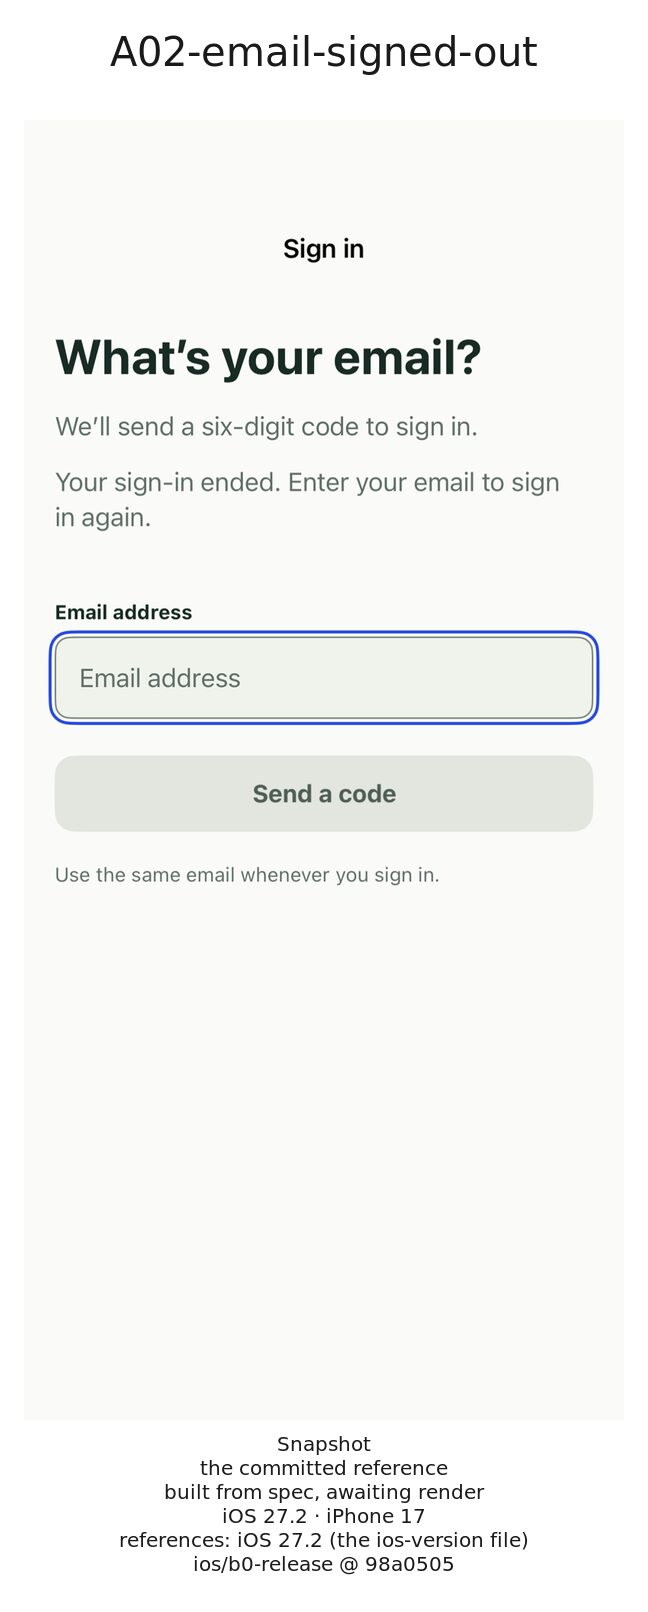 A02-email-signed-out
Sign in
What’s your email?
We’ll send a six-digit code to sign in.
Your sign-in ended. Enter your email to sign
in again.
Email address
Email address
Send a code
Use the same email whenever you sign in.
Snapshot
the committed reference
built from spec, awaiting render
iOS 27.2 · iPhone 17
references: iOS 27.2 (the ios-version file)
ios/b0-release @ 98a0505